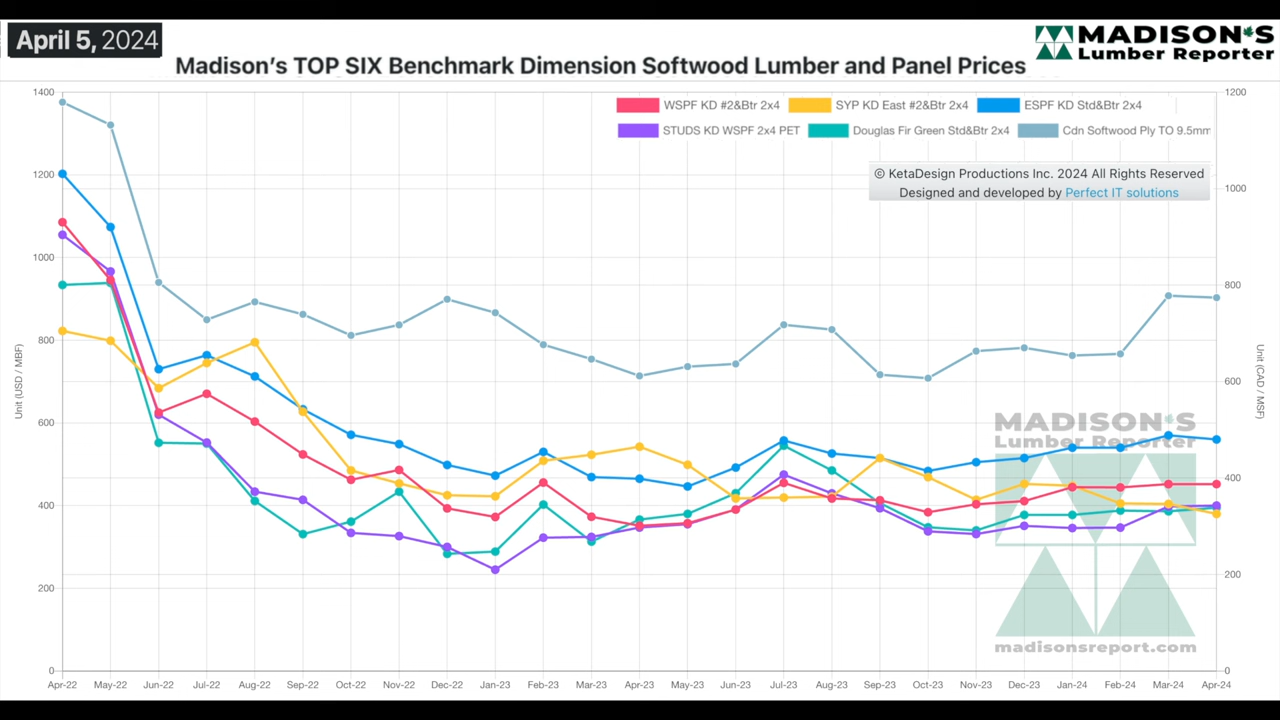 April 5, 2024
MADISON'S
Lumber Reporter
Madison's TOP SIX Benchmark Dimension Softwood Lumber and Panel Prices
1400
1200
1000
800
600
400
200
0
Unit (USD / MBF)
1200
1000
800
600
400
200
0
Unit (CAD / MSF)
WSPF KD #2&Btr 2x4
SYP KD East #2&Btr 2x4
ESPF KD Std&Btr 2x4
STUDS KD WSPF 2x4 PET
Douglas Fir Green Std&Btr 2x4
Cdn Softwood Ply TO 9.5mm
© KetaDesign Productions Inc. 2024 All Rights Reserved
Designed and developed by Perfect IT solutions
MADISON'S
Lumber Reporter
madisonsreport.com
Apr-22 May-22 Jun-22 Jul-22 Aug-22 Sep-22 Oct-22 Nov-22 Dec-22 Jan-23 Feb-23 Mar-23 Apr-23 May-23 Jun-23 Jul-23 Aug-23 Sep-23 Oct-23 Nov-23 Dec-23 Jan-24 Feb-24 Mar-24 Apr-24